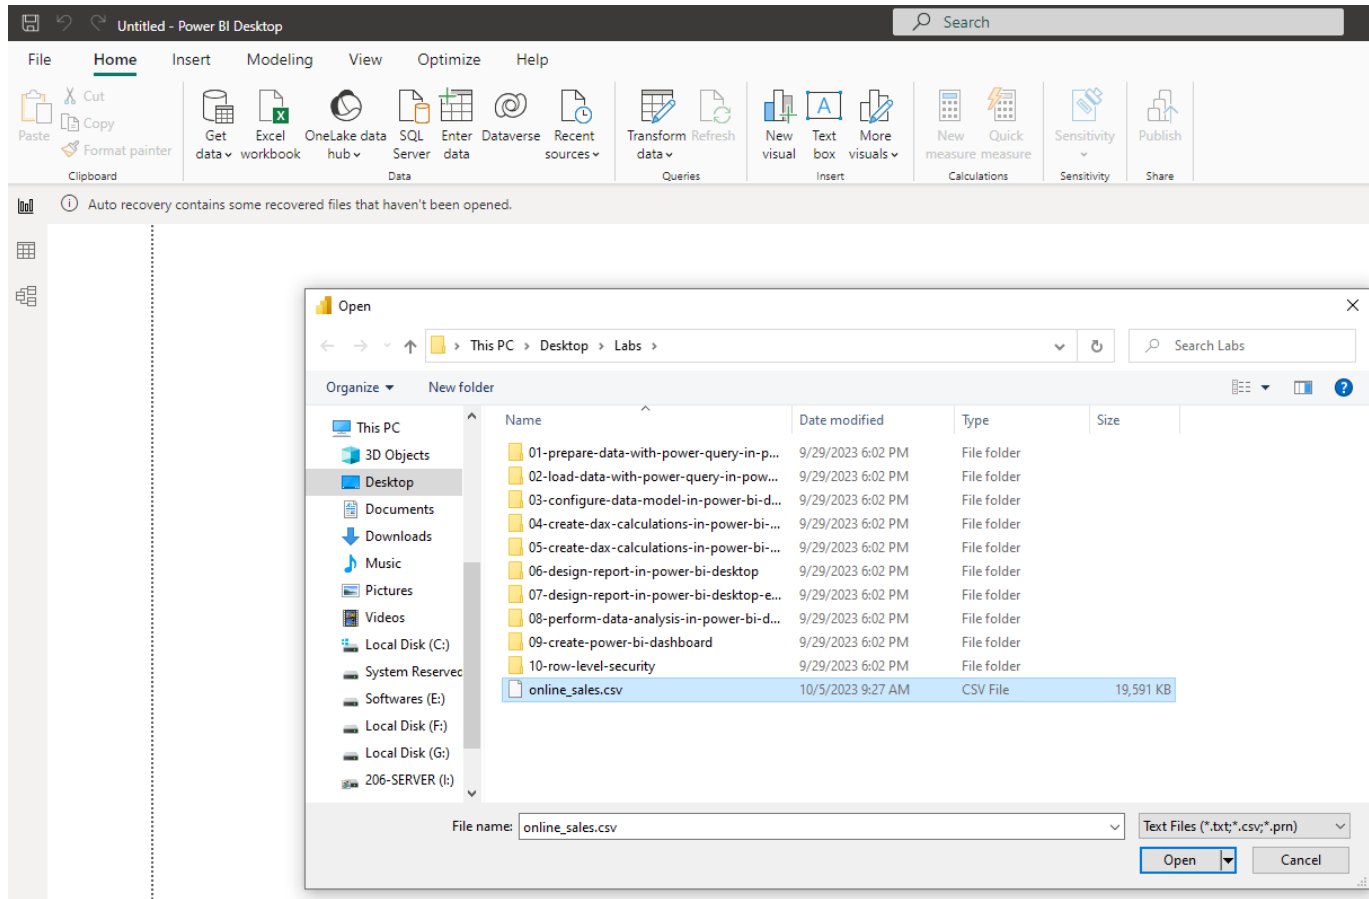 Untitled - Power BI Desktop
Search
File Home Insert Modeling View Optimize Help
Paste
Cut
Copy
Format painter
Clipboard
Get data
Excel workbook
OneLake data hub
SQL Server
Enter data
Dataverse
Recent sources
Data
Transform data
Refresh
Queries
New visual
Text box
More visuals
Insert
New measure
Quick measure
Calculations
Sensitivity
Sensitivity
Publish
Share
Auto recovery contains some recovered files that haven't been opened.
Open
This PC > Desktop > Labs >
Search Labs
Organize New folder
This PC
3D Objects
Desktop
Documents
Downloads
Music
Pictures
Videos
Local Disk (C:)
System Reserved
Softwares (E:)
Local Disk (F:)
Local Disk (G:)
206-SERVER (I:)
Name Date modified Type Size
01-prepare-data-with-power-query-in-p... 9/29/2023 6:02 PM File folder
02-load-data-with-power-query-in-pow... 9/29/2023 6:02 PM File folder
03-configure-data-model-in-power-bi-d... 9/29/2023 6:02 PM File folder
04-create-dax-calculations-in-power-bi-... 9/29/2023 6:02 PM File folder
05-create-dax-calculations-in-power-bi-... 9/29/2023 6:02 PM File folder
06-design-report-in-power-bi-desktop 9/29/2023 6:02 PM File folder
07-design-report-in-power-bi-desktop-e... 9/29/2023 6:02 PM File folder
08-perform-data-analysis-in-power-bi-d... 9/29/2023 6:02 PM File folder
09-create-power-bi-dashboard 9/29/2023 6:02 PM File folder
10-row-level-security 9/29/2023 6:02 PM File folder
online_sales.csv 10/5/2023 9:27 AM CSV File 19,591 KB
File name: online_sales.csv
Text Files (*.txt;*.csv;*.prn)
Open Cancel